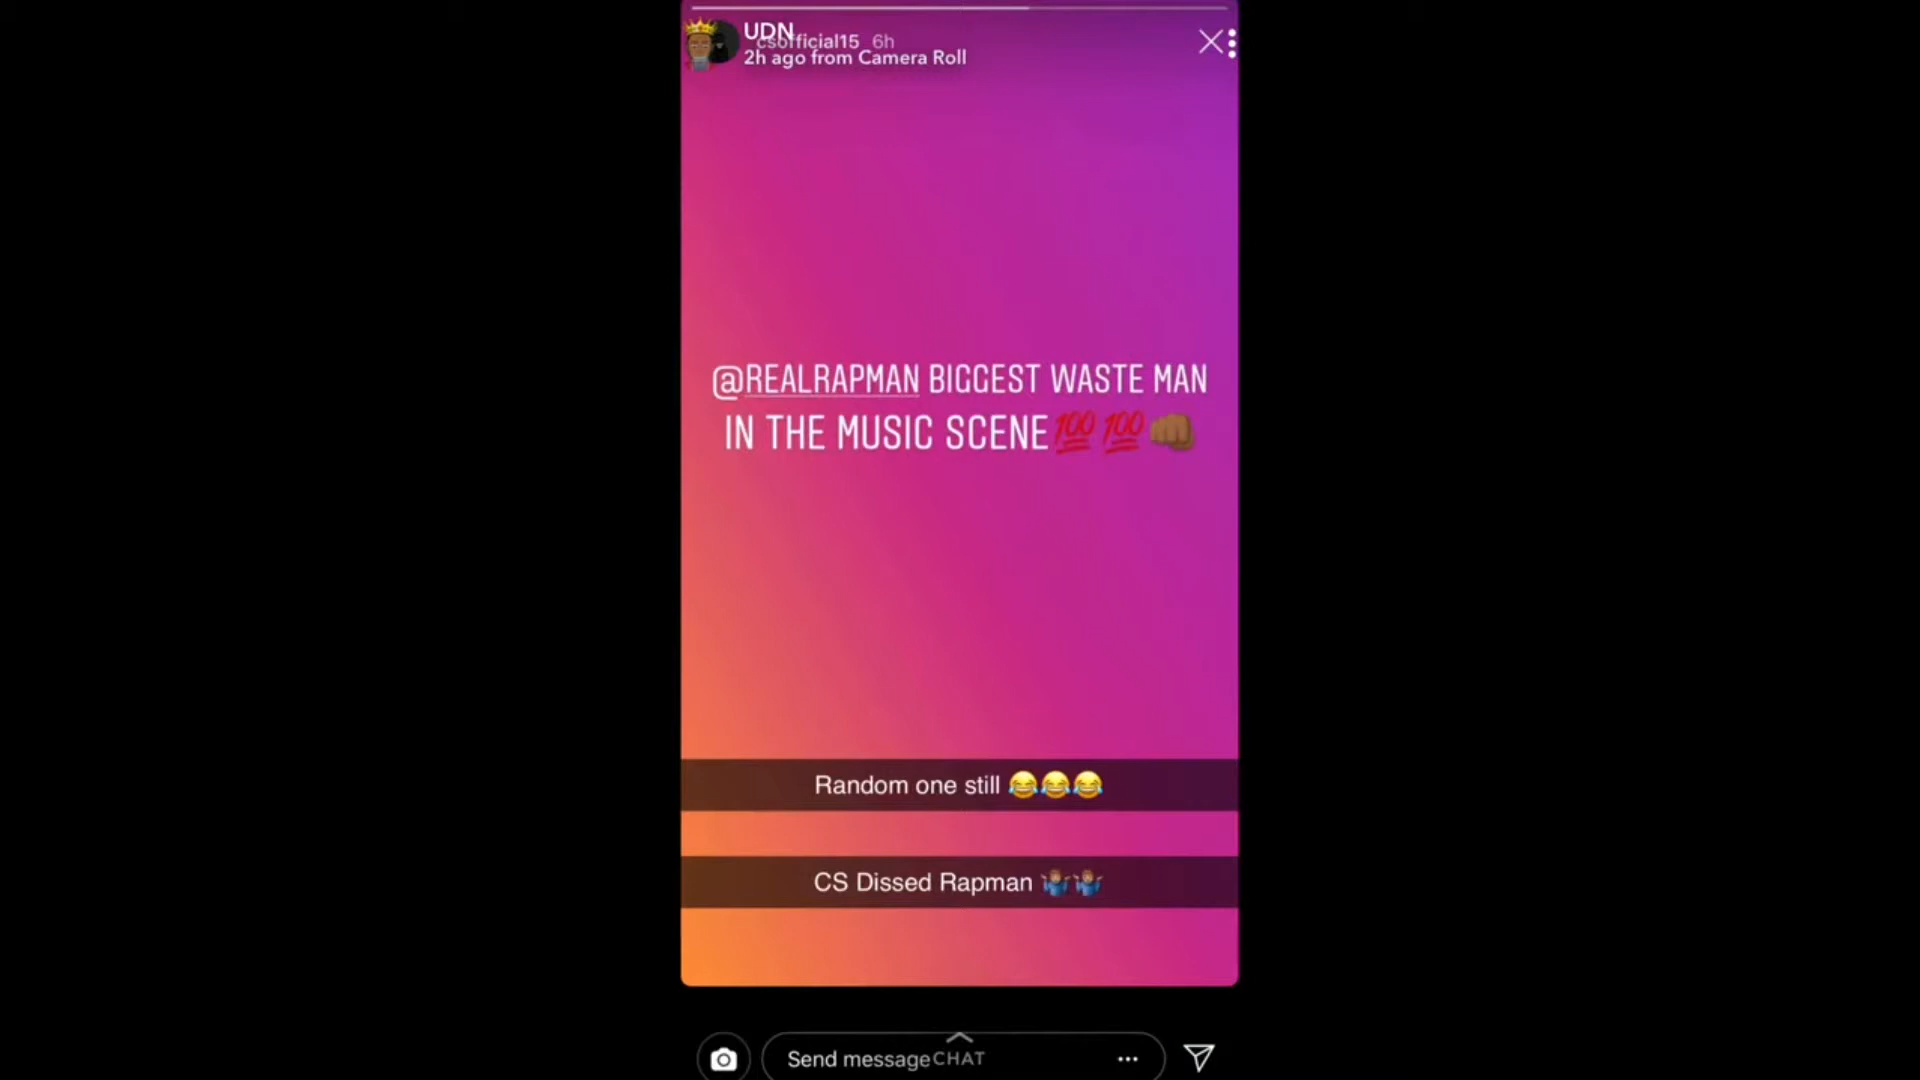 UDN
csofficial15 6h
2h ago from Camera Roll
@REALRAPMAN BIGGEST WASTE MAN
IN THE MUSIC SCENE💯💯👊🏾
Random one still 😂😂😂
CS Dissed Rapman 🤷🏽‍♂️🤷🏽‍♂️
Send message
CHAT